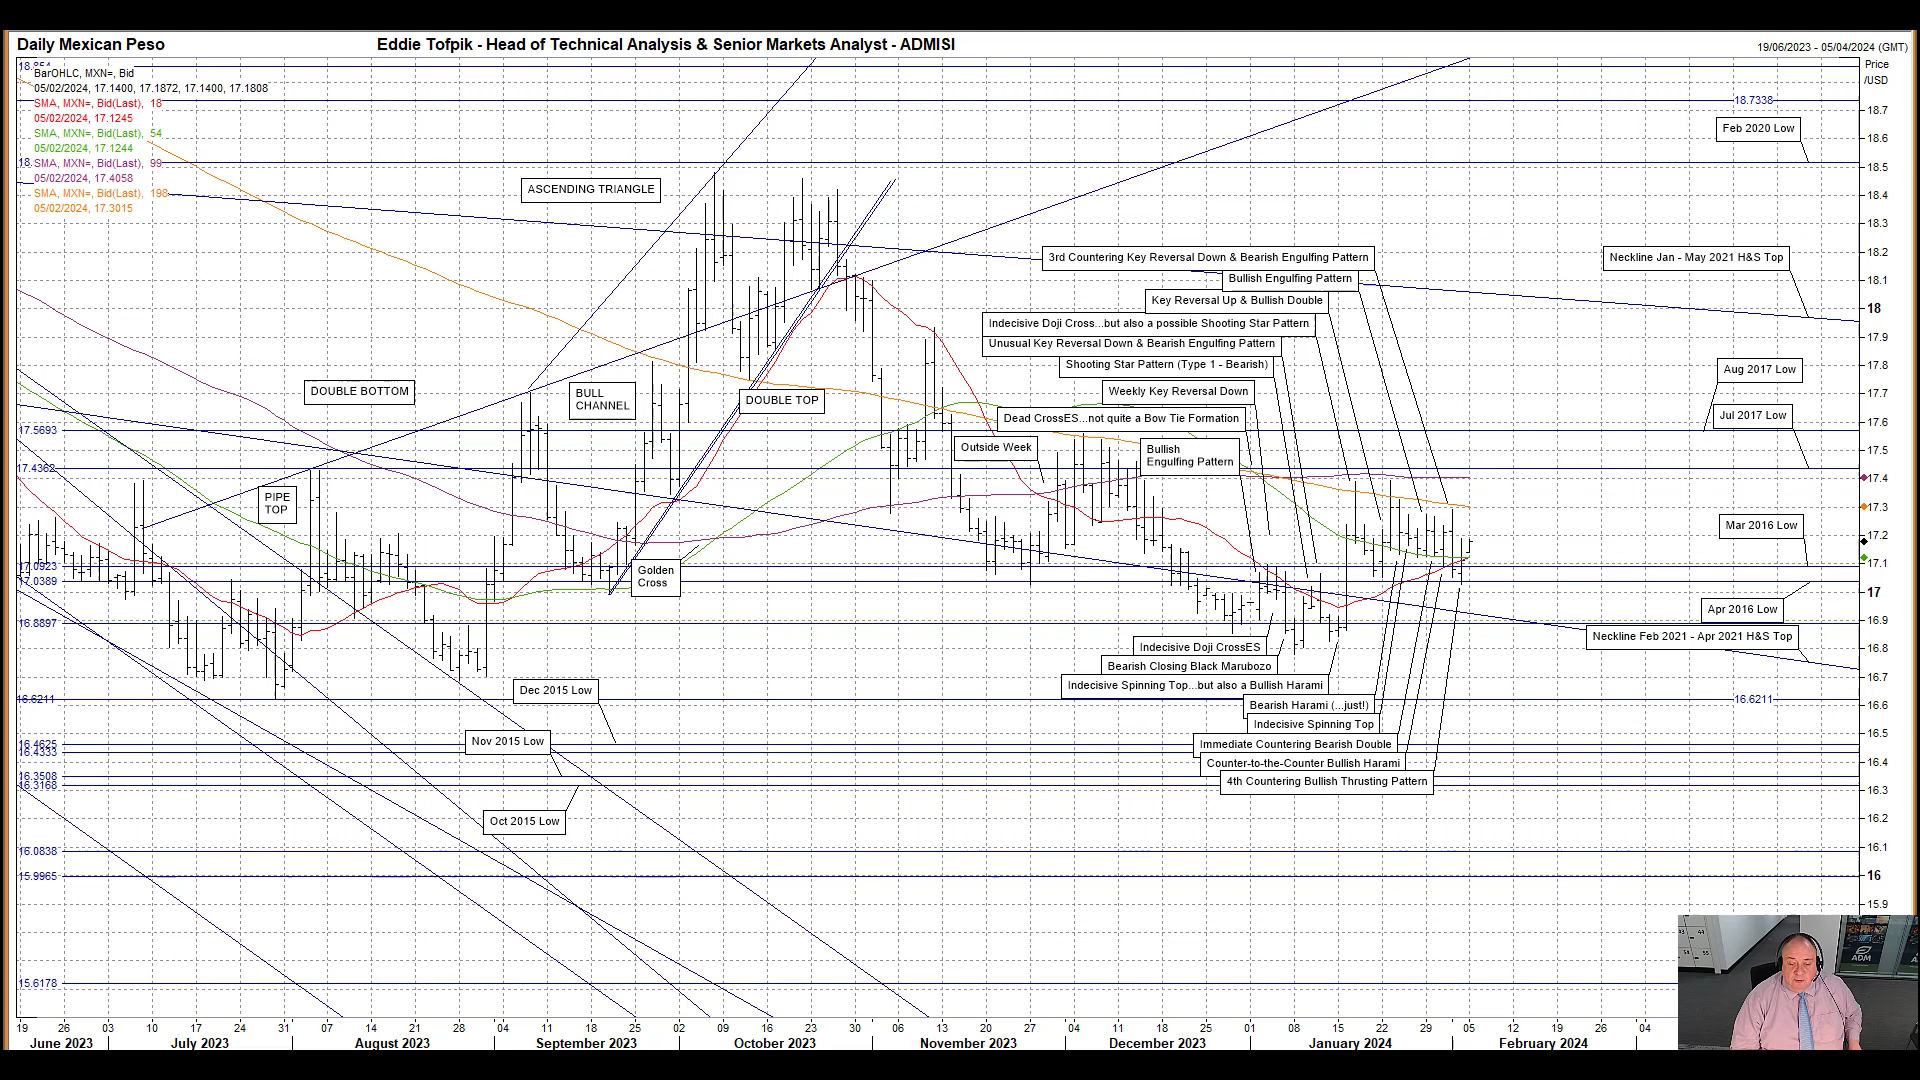 Daily Mexican Peso
Eddie Tofpik - Head of Technical Analysis & Senior Markets Analyst - ADMISI
19/06/2023 - 05/04/2024 (GMT)
BarOHLC, MXN=, Bid
05/02/2024, 17.1400, 17.1872, 17.1400, 17.1808
SMA, MXN=, Bid(Last), 18
05/02/2024, 17.1245
SMA, MXN=, Bid(Last), 54
05/02/2024, 17.1244
SMA, MXN=, Bid(Last), 99
05/02/2024, 17.4058
SMA, MXN=, Bid(Last), 198
05/02/2024, 17.3015
Price
/USD
18.7338
18.7
Feb 2020 Low
18.6
18.5
ASCENDING TRIANGLE
18.4
18.3
3rd Countering Key Reversal Down & Bearish Engulfing Pattern
Neckline Jan - May 2021 H&S Top
18.2
Bullish Engulfing Pattern
18.1
Key Reversal Up & Bullish Double
18
Indecisive Doji Cross...but also a possible Shooting Star Pattern
Unusual Key Reversal Down & Bearish Engulfing Pattern
17.9
Shooting Star Pattern (Type 1 - Bearish)
Aug 2017 Low
17.8
DOUBLE BOTTOM
BULL
CHANNEL
DOUBLE TOP
Weekly Key Reversal Down
17.7
Dead CrossES...not quite a Bow Tie Formation
Jul 2017 Low
17.6
17.5693
Outside Week
Bullish
Engulfing Pattern
17.5
17.4362
17.4
PIPE
TOP
17.3
Mar 2016 Low
17.2
17.0923
17.1
17.0389
Golden
Cross
17
Apr 2016 Low
16.8897
16.9
Neckline Feb 2021 - Apr 2021 H&S Top
Indecisive Doji CrossES
16.8
Bearish Closing Black Marubozo
Dec 2015 Low
Indecisive Spinning Top...but also a Bullish Harami
16.7
16.6211
16.6211
Bearish Harami (...just!)
16.6
Indecisive Spinning Top
16.4625
Nov 2015 Low
Immediate Countering Bearish Double
16.5
16.4333
Counter-to-the-Counter Bullish Harami
16.4
16.3508
4th Countering Bullish Thrusting Pattern
16.3168
16.3
Oct 2015 Low
16.2
16.0838
16.1
15.9965
16
15.9
15.6178
ADM
19 26 03 10 17 24 31 07 14 21 28 04 11 18 25 02 09 16 23 30 06 13 20 27 04 11 18 25 01 08 15 22 29 05 12 19 26 04
June 2023 July 2023 August 2023 September 2023 October 2023 November 2023 December 2023 January 2024 February 2024